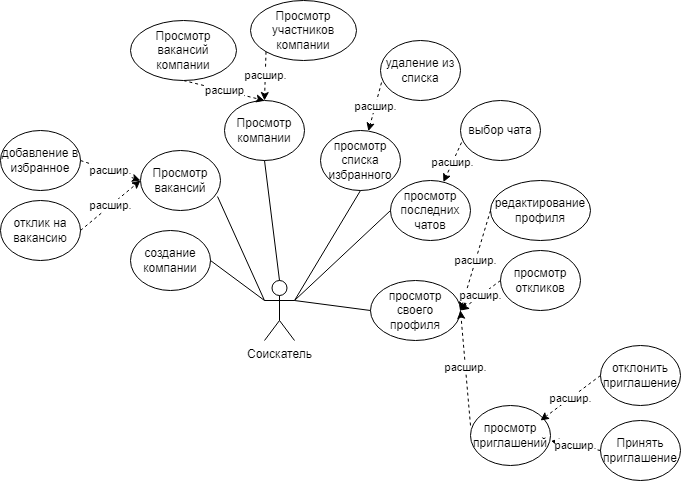 Просмотр
вакансий
компании
Просмотр
участников
компании
удаление из
списка
расшир.
расшир.
расшир.
Просмотр
компании
выбор чата
добавление в
избранное
расшир.
Просмотр
вакансий
просмотр
списка
избранного
расшир.
просмотр
последних
чатов
редактирование
профиля
отклик на
вакансию
расшир.
создание
компании
расшир.
просмотр
откликов
расшир.
просмотр
своего
профиля
Соискатель
расшир.
отклонить
приглашение
расшир.
просмотр
приглашений
расшир.
Принять
приглашение